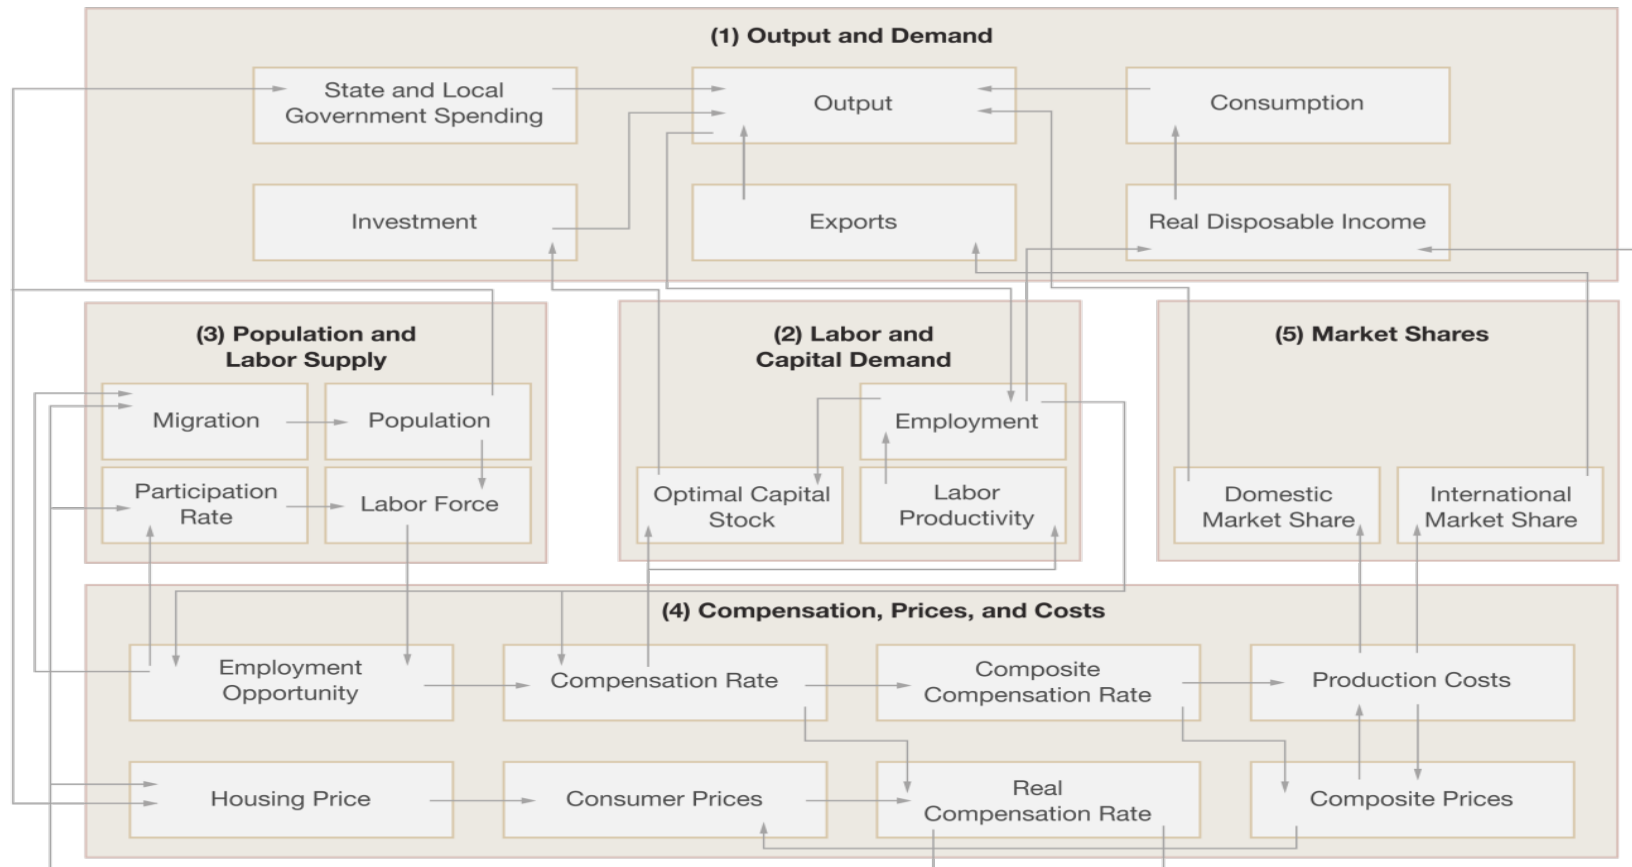 (1) Output and Demand
State and Local
Government Spending
Output
Consumption
Investment
Exports
Real Disposable Income
(3) Population and
Labor Supply
Migration
Population
Participation
Rate
Labor Force
(2) Labor and
Capital Demand
Employment
Optimal Capital
Stock
Labor
Productivity
(5) Market Shares
Domestic
Market Share
International
Market Share
(4) Compensation, Prices, and Costs
Employment
Opportunity
Compensation Rate
Composite
Compensation Rate
Production Costs
Housing Price
Consumer Prices
Real
Compensation Rate
Composite Prices